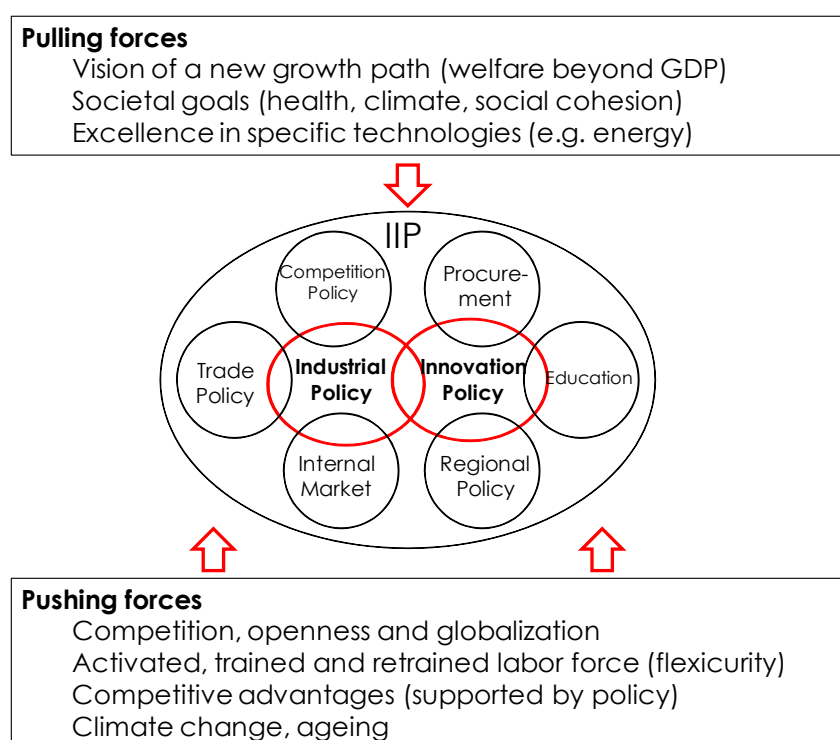 Pulling forces
Vision of a new growth path (welfare beyond GDP)
Societal goals (health, climate, social cohesion)
Excellence in specific technologies (e.g. energy)
IIP
Competition
Policy
Procure-
ment
Trade
Policy
Industrial
Policy
Innovation
Policy
Education
Internal
Market
Regional
Policy
Pushing forces
Competition, openness and globalization
Activated, trained and retrained labor force (flexicurity)
Competitive advantages (supported by policy)
Climate change, ageing